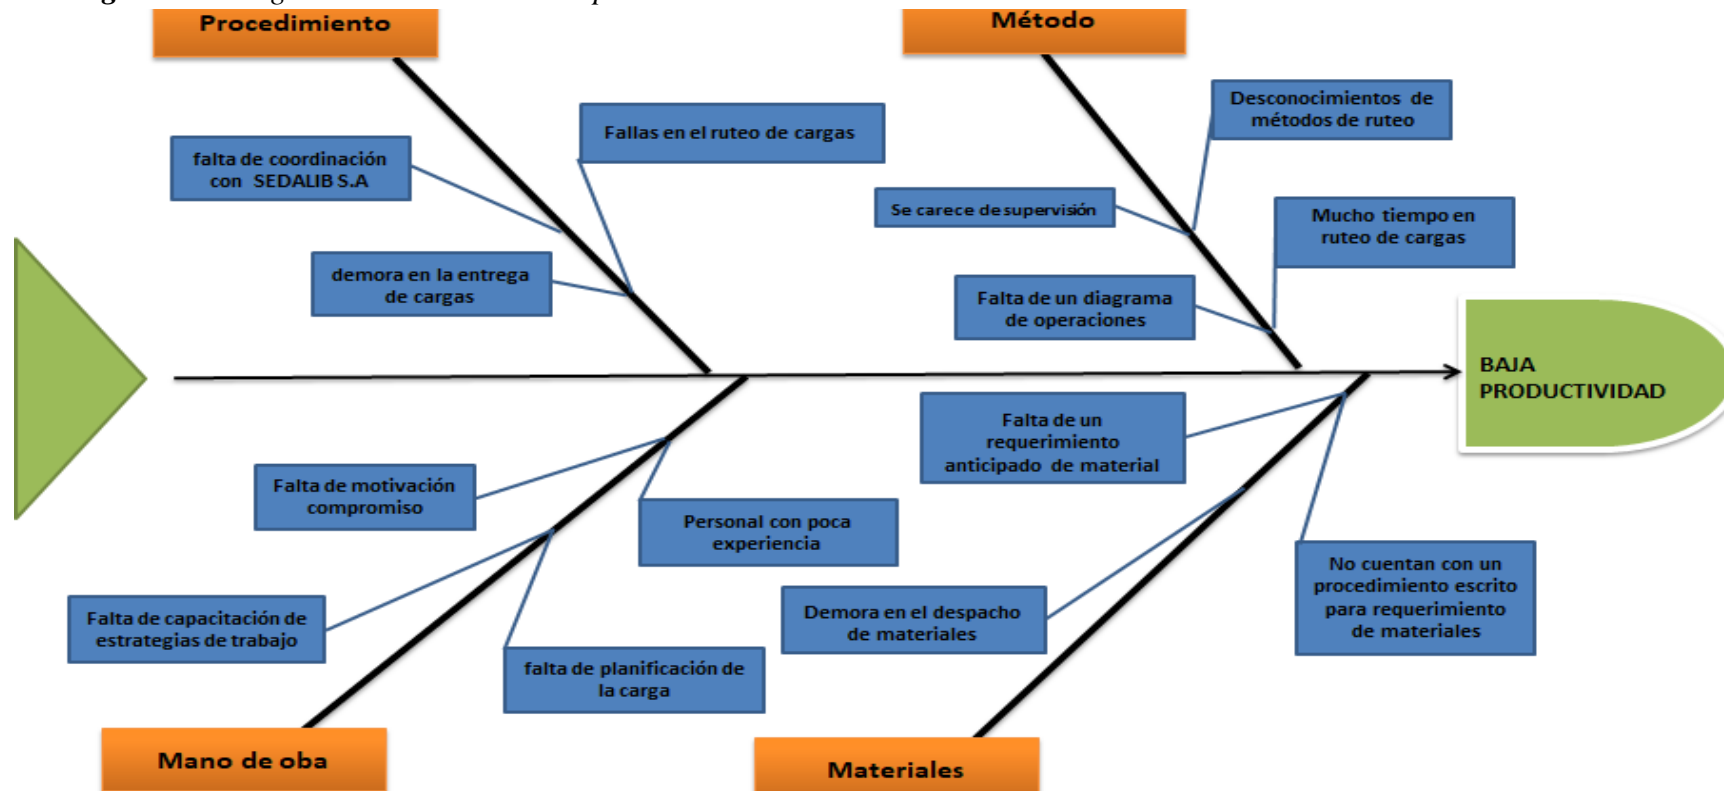 Procedimiento
Método
Fallas en el ruteo de cargas
Desconocimientos de
métodos de ruteo
falta de coordinación
con SEDALIB S.A
Se carece de supervisión
Mucho tiempo en
ruteo de cargas
demora en la entrega
de cargas
Falta de un diagrama
de operaciones
BAJA
PRODUCTIVIDAD
Falta de un
requerimiento
anticipado de material
Falta de motivación
compromiso
Personal con poca
experiencia
No cuentan con un
procedimiento escrito
para requerimiento
de materiales
Falta de capacitación de
estrategias de trabajo
Demora en el despacho
de materiales
falta de planificación de
la carga
Mano de oba
Materiales